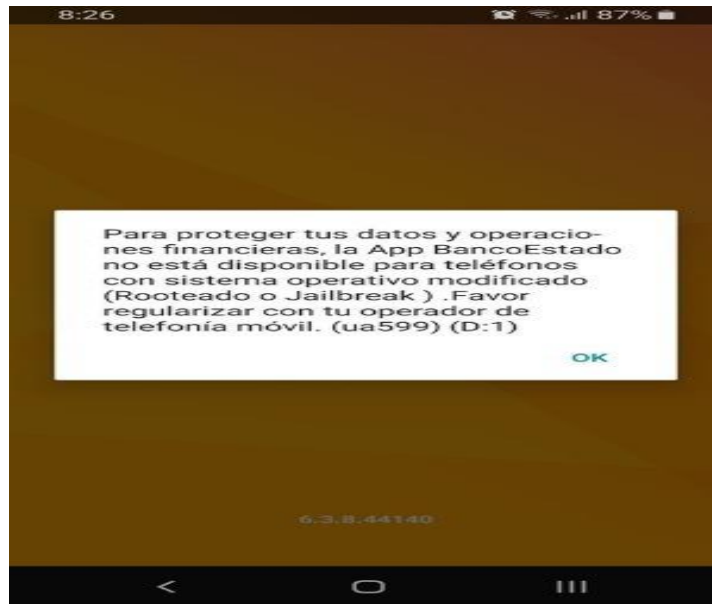 8:26
87%
Para proteger tus datos y operacio-
nes financieras, la App BancoEstado
no está disponible para teléfonos
con sistema operativo modificado
(Rooteado o Jailbreak ) .Favor
regularizar con tu operador de
telefonía móvil. (ua599) (D:1)
OK
6.3.8.44140